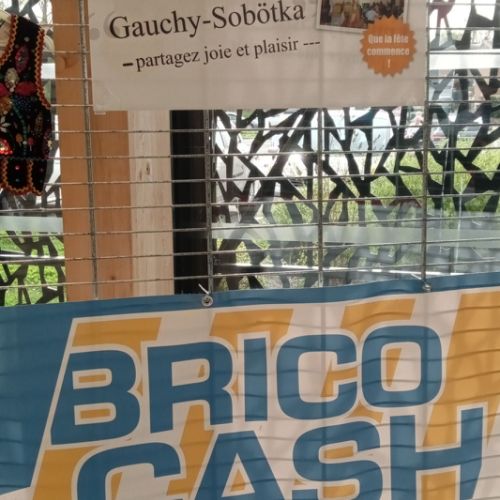 Gauchy-Sobötka
– partagez joie et plaisir ---
Que la fête
commence
!
BRICO
CASH